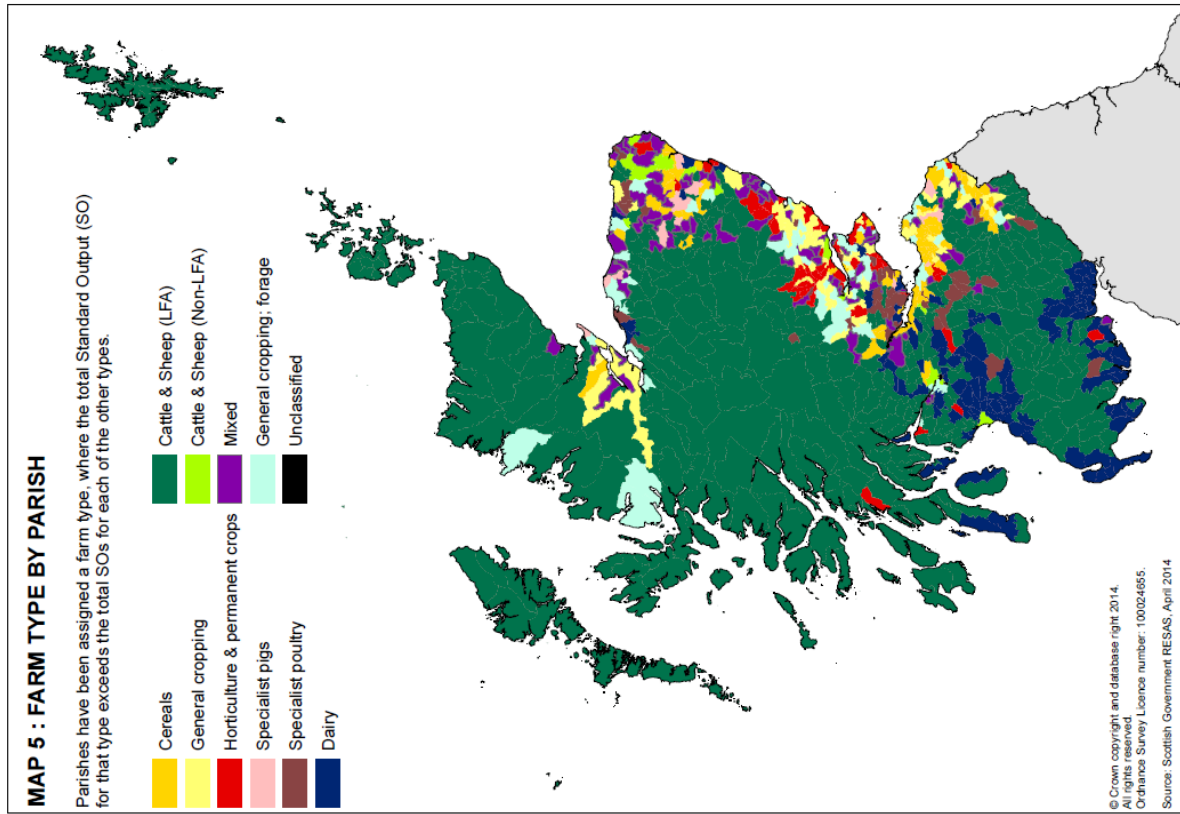 MAP 5 : FARM TYPE BY PARISH
Parishes have been assigned a farm type, where the total Standard Output (SO)
for that type exceeds the total SOs for each of the other types.
Cereals
General cropping
Horticulture & permanent crops
Specialist pigs
Specialist poultry
Dairy
Cattle & Sheep (LFA)
Cattle & Sheep (Non-LFA)
Mixed
General cropping; forage
Unclassified
© Crown copyright and database right 2014.
All rights reserved.
Ordnance Survey Licence number: 100024655.
Source: Scottish Government RESAS, April 2014